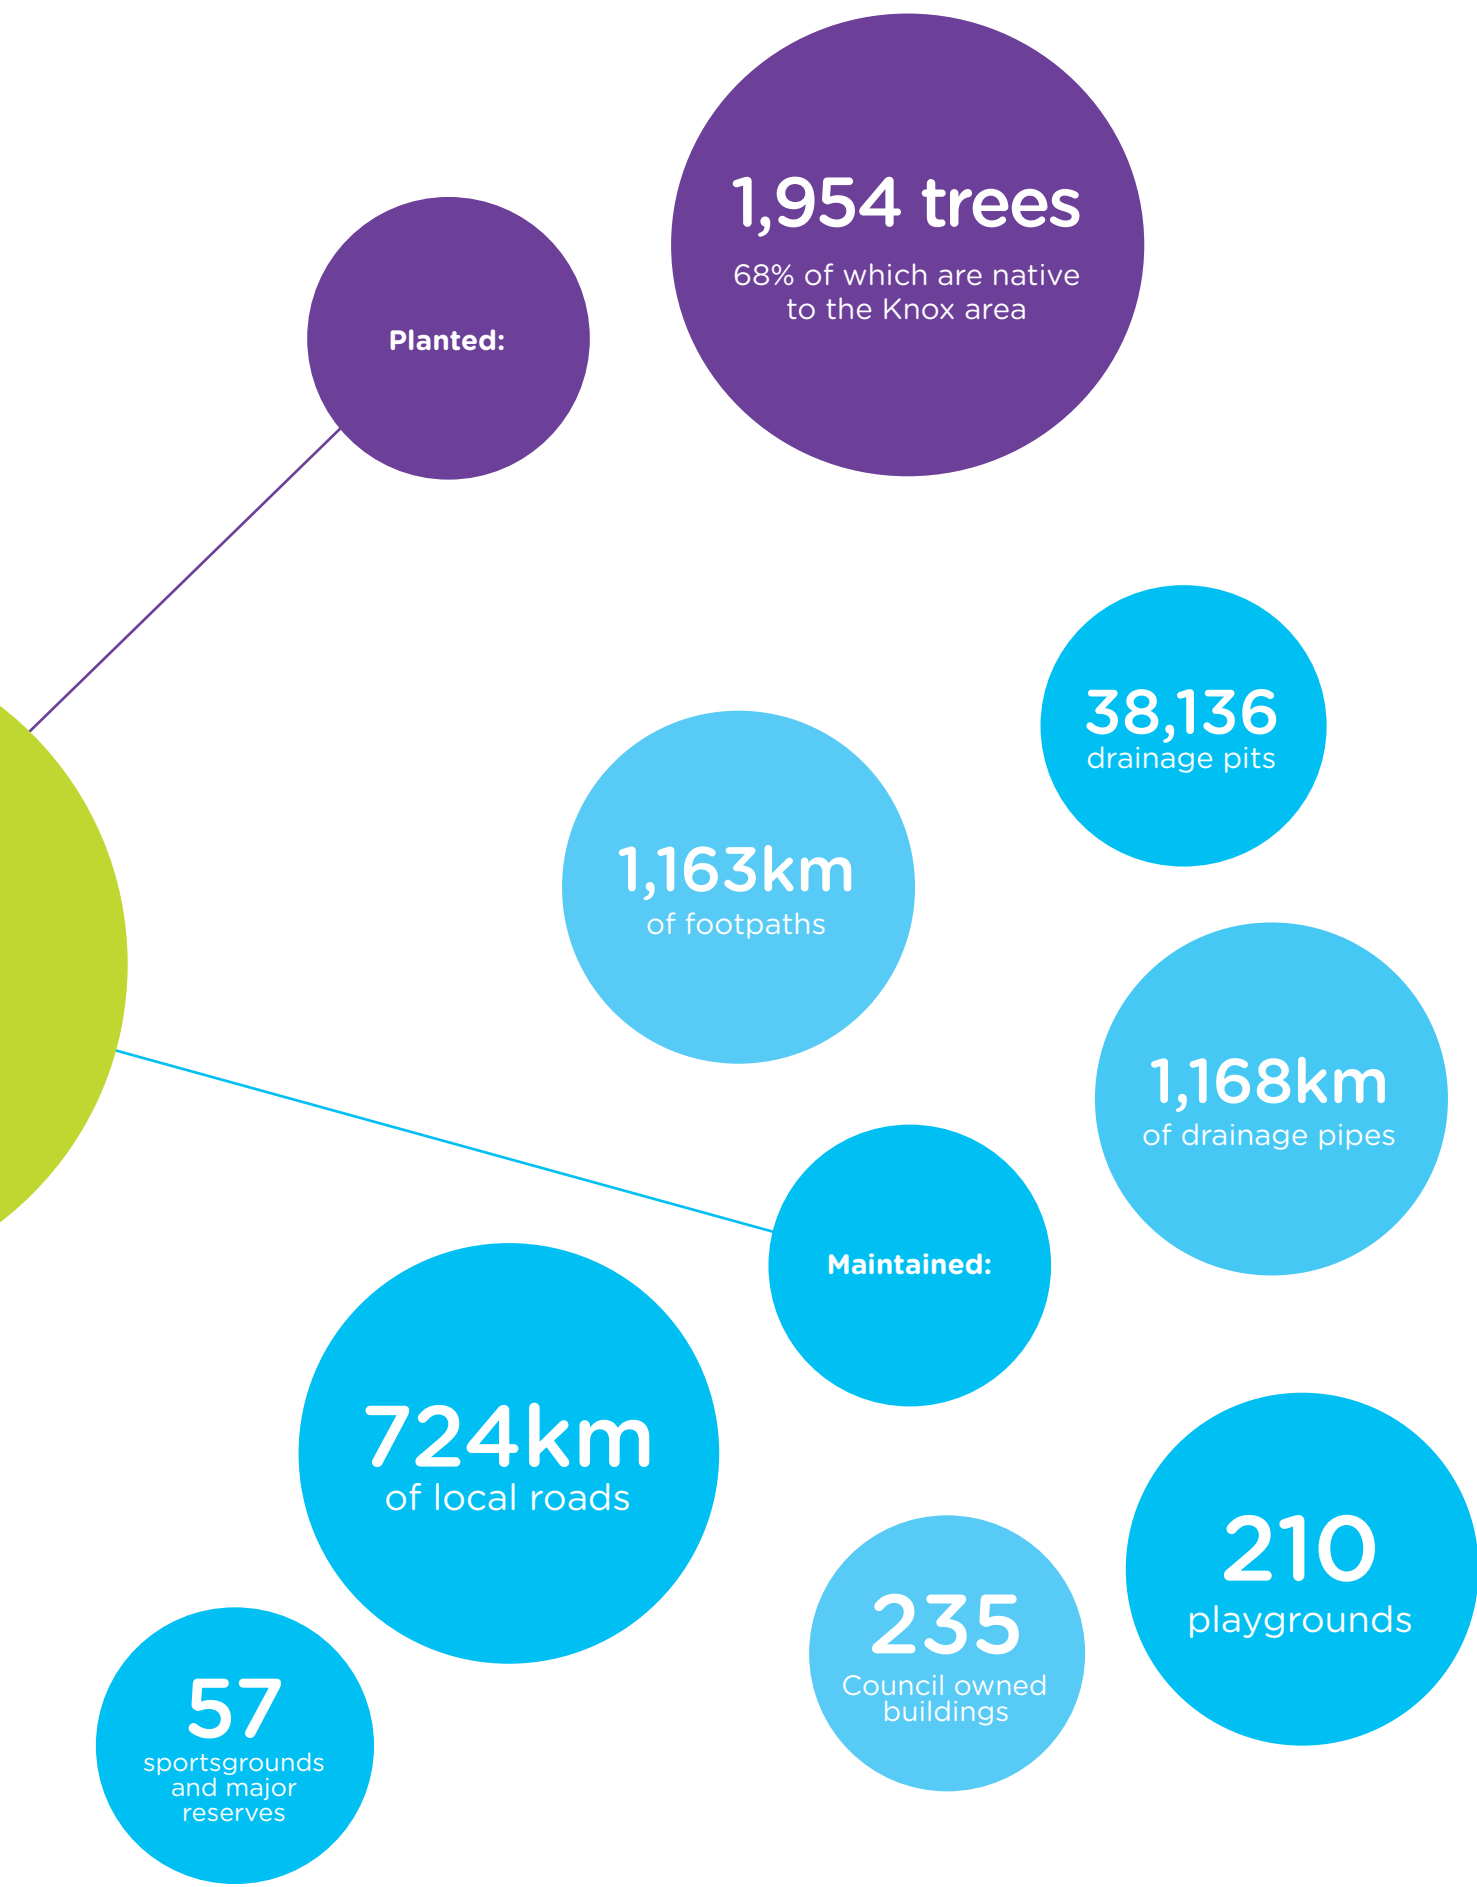 Planted:
1,954 trees
68% of which are native
to the Knox area
38,136
drainage pits
1,163km
of footpaths
1,168km
of drainage pipes
Maintained:
724km
of local roads
210
playgrounds
235
Council owned
buildings
57
sportsgrounds
and major
reserves